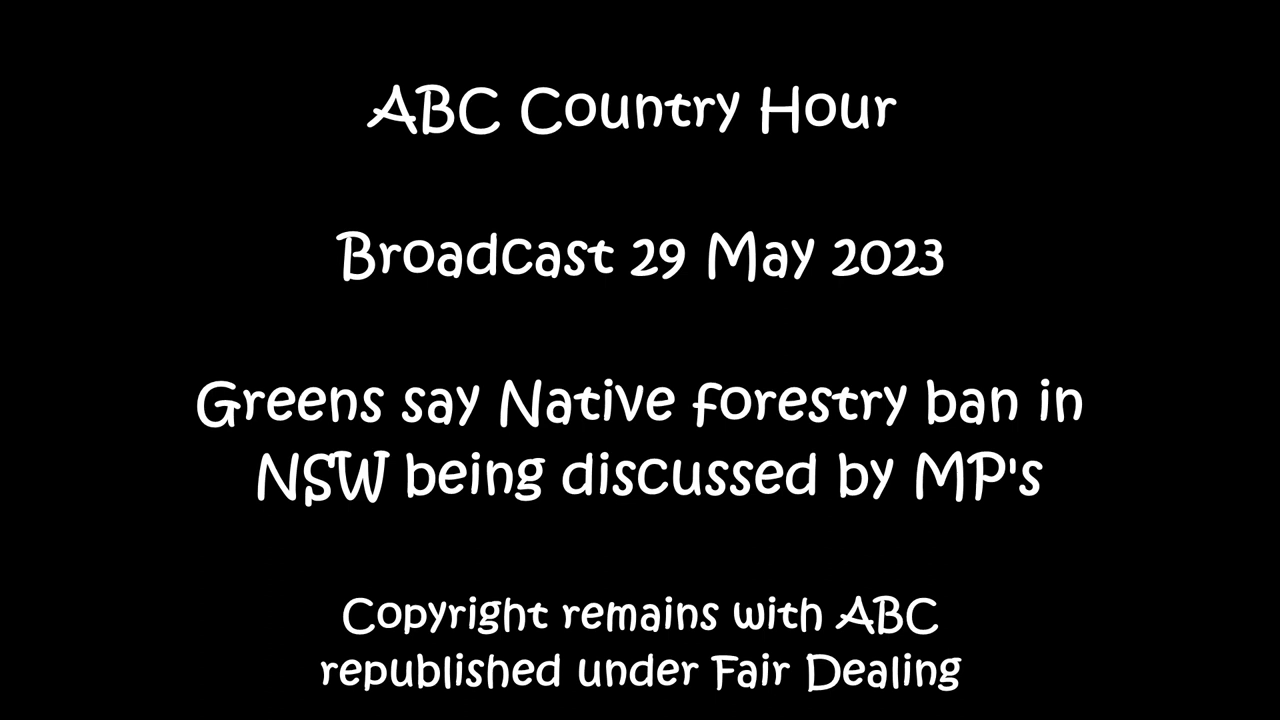 ABC Country Hour
Broadcast 29 May 2023
Greens say Native forestry ban in
NSW being discussed by MP's
Copyright remains with ABC
republished under Fair Dealing